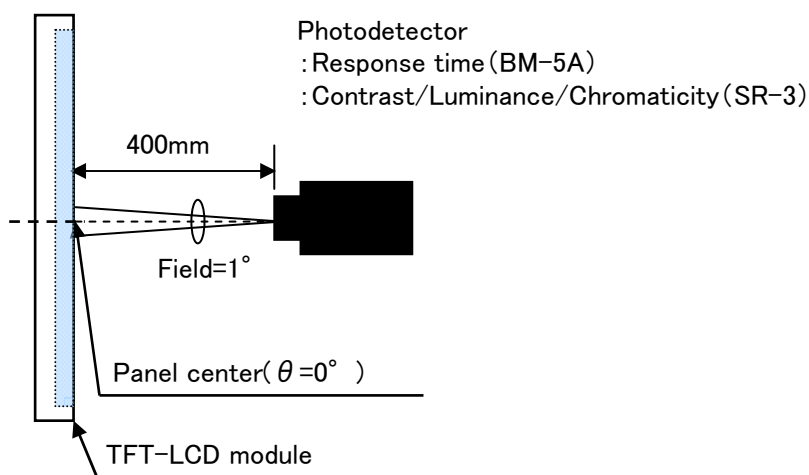 Photodetector
:Response time(BM-5A)
:Contrast/Luminance/Chromaticity(SR-3)
400mm
Field=1°
Panel center(θ=0° )
TFT-LCD module